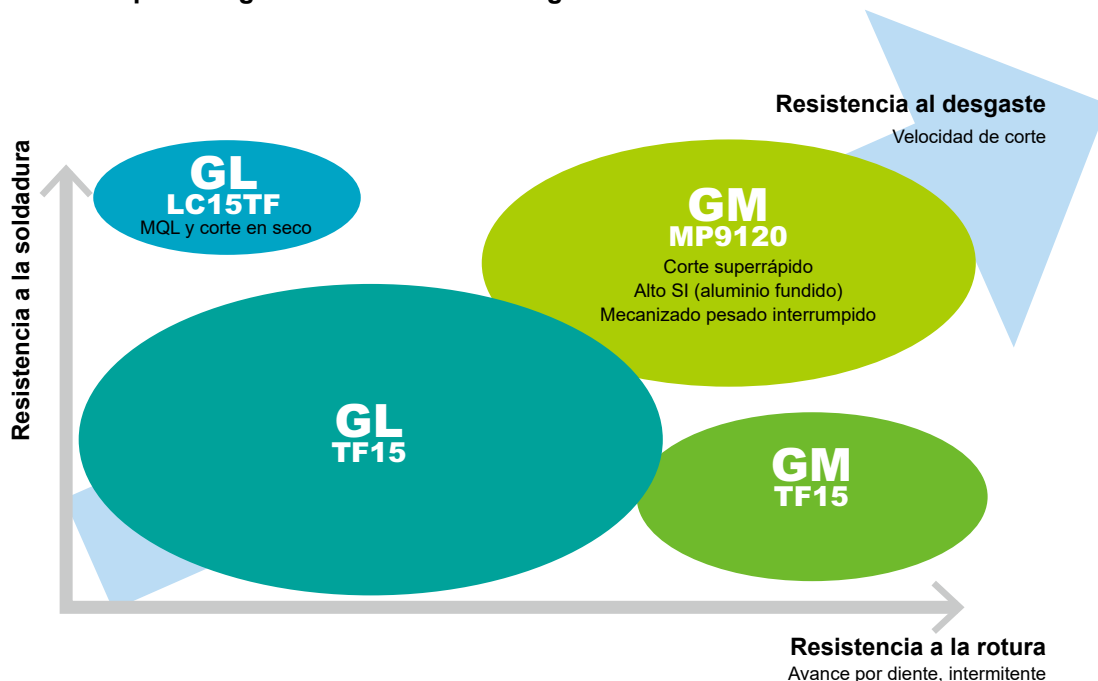 Resistencia al desgaste
Velocidad de corte
Resistencia a la soldadura
GL
LC15TF
MQL y corte en seco
GM
MP9120
Corte superrápido
Alto SI (aluminio fundido)
Mecanizado pesado interrumpido
GL
TF15
GM
TF15
Resistencia a la rotura
Avance por diente, intermitente